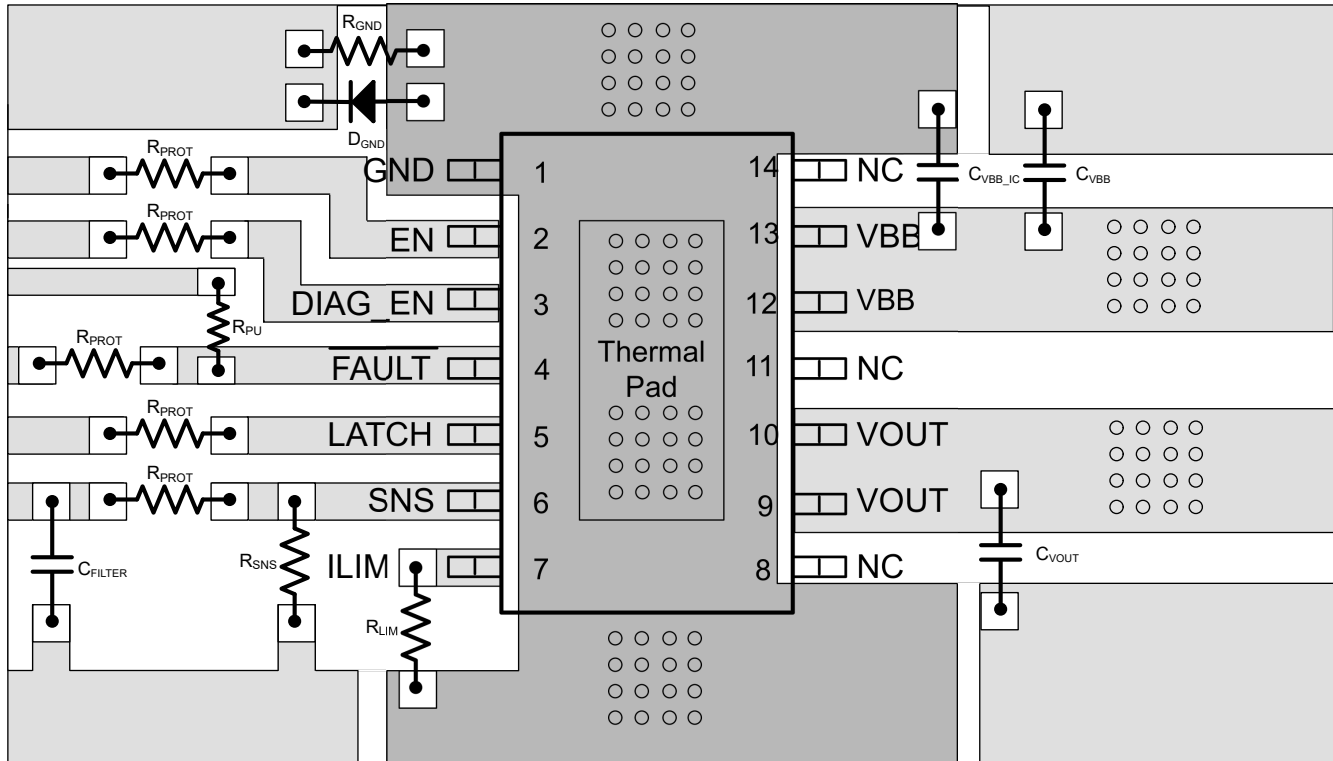 RGND
DGND
RPROT
GND
1
14
NC
CVBB_IC
CVBB
RPROT
EN
2
13
VBB
DIAG_EN
3
12
VBB
RPU
RPROT
FAULT
4
Thermal
Pad
11
NC
RPROT
LATCH
5
10
VOUT
RPROT
SNS
6
9
VOUT
CFILTER
RSNS
ILIM
7
8
NC
CVOUT
RLIM